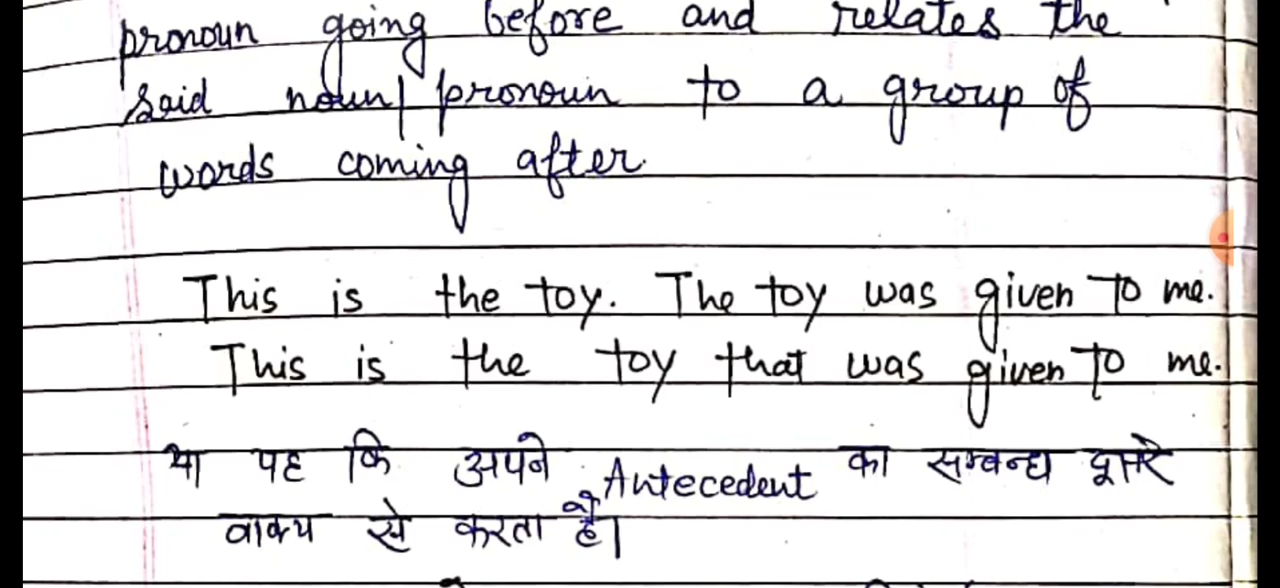 pronoun going before and relates the
said noun/pronoun to a group of
words coming after.
This is the toy. The toy was given to me.
This is the toy that was given to me.
या यह कि अपने Antecedent का सम्बन्ध दूसरे
वाक्य से करता है।